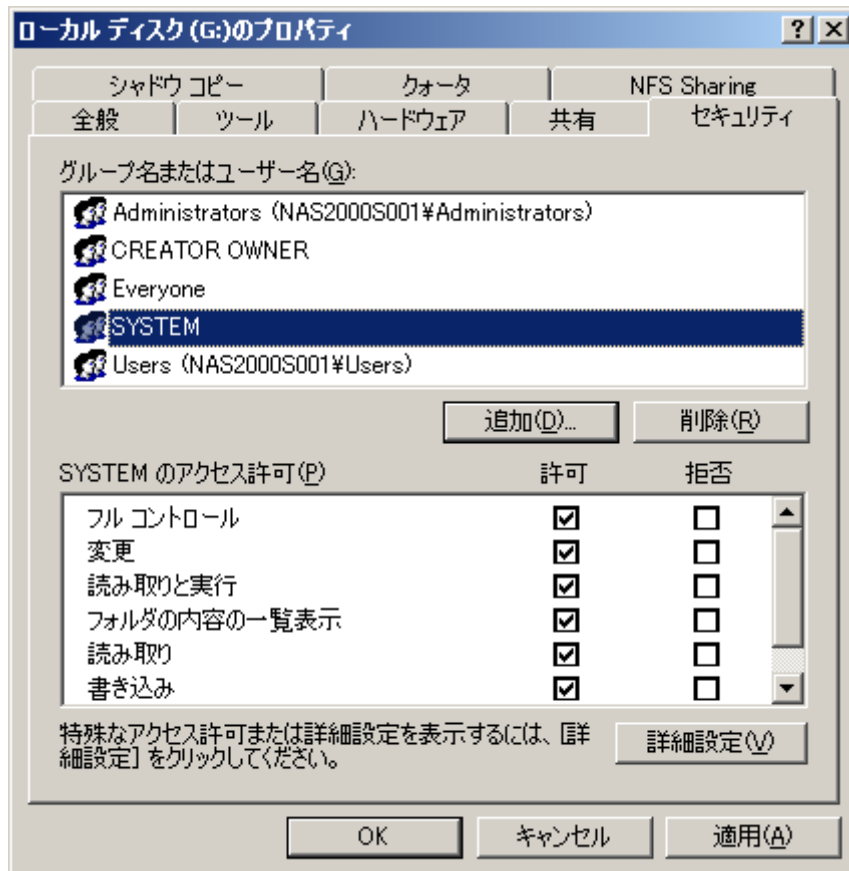 ローカル ディスク (G:)のプロパティ
シャドウ コピー クォータ NFS Sharing
全般 ツール ハードウェア 共有 セキュリティ
グループ名またはユーザー名(G):
Administrators (NAS2000S001¥Administrators)
CREATOR OWNER
Everyone
SYSTEM
Users (NAS2000S001¥Users)
追加(D)... 削除(R)
SYSTEM のアクセス許可(P) 許可 拒否
フル コントロール
変更
読み取りと実行
フォルダの内容の一覧表示
読み取り
書き込み
特殊なアクセス許可または詳細設定を表示するには、[詳
細設定] をクリックしてください。
詳細設定(V)
OK キャンセル 適用(A)